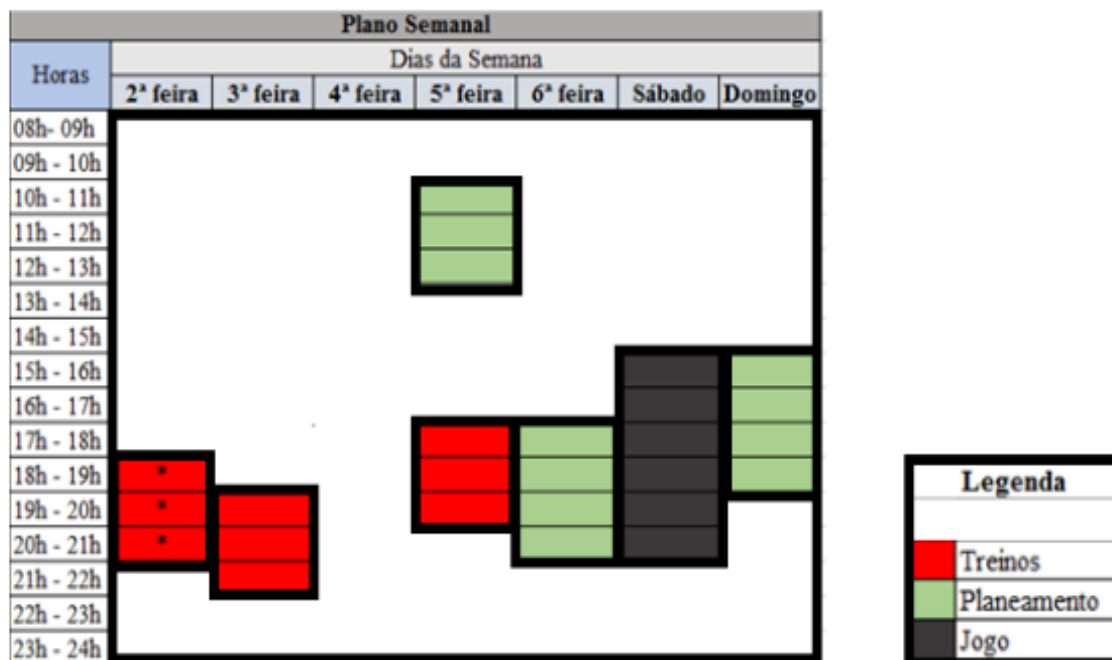 Plano Semanal
Horas
Dias da Semana
2ª feira 3ª feira 4ª feira 5ª feira 6ª feira Sábado Domingo
08h- 09h
09h - 10h
10h - 11h
11h - 12h
12h - 13h
13h - 14h
14h - 15h
15h - 16h
16h - 17h
17h - 18h
18h - 19h *
19h - 20h *
20h - 21h *
21h - 22h
22h - 23h
23h - 24h
Legenda
Treinos
Planeamento
Jogo